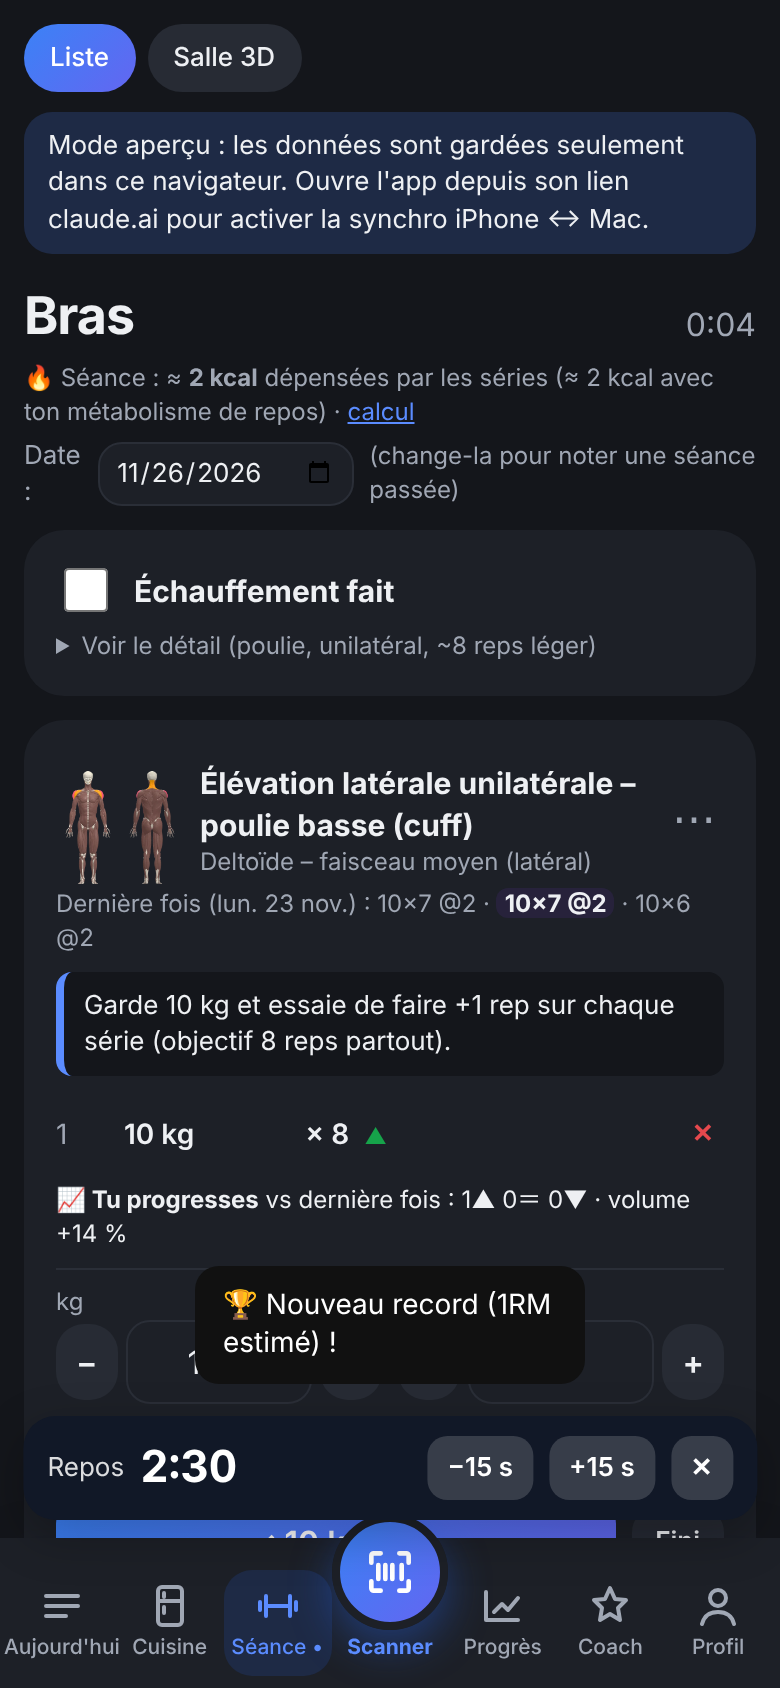 Liste
Salle 3D
Mode aperçu : les données sont gardées seulement
dans ce navigateur. Ouvre l'app depuis son lien
claude.ai pour activer la synchro iPhone ↔ Mac.
Bras
0:04
🔥 Séance : ≈ 2 kcal dépensées par les séries (≈ 2 kcal avec
ton métabolisme de repos) · calcul
Date
:
11/26/2026
(change-la pour noter une séance
passée)
Échauffement fait
▶ Voir le détail (poulie, unilatéral, ~8 reps léger)
Élévation latérale unilatérale –
poulie basse (cuff)
⋯
Deltoïde – faisceau moyen (latéral)
Dernière fois (lun. 23 nov.) : 10×7 @2 · 10×7 @2 · 10×6
@2
Garde 10 kg et essaie de faire +1 rep sur chaque
série (objectif 8 reps partout).
1 10 kg × 8 ▲ ✕
📈 Tu progresses vs dernière fois : 1▲ 0＝ 0▼ · volume
+14 %
kg
🏆 Nouveau record (1RM
estimé) !
− +
Repos 2:30 −15 s +15 s ✕
Aujourd'hui
Cuisine
Séance •
Scanner
Progrès
Coach
Profil